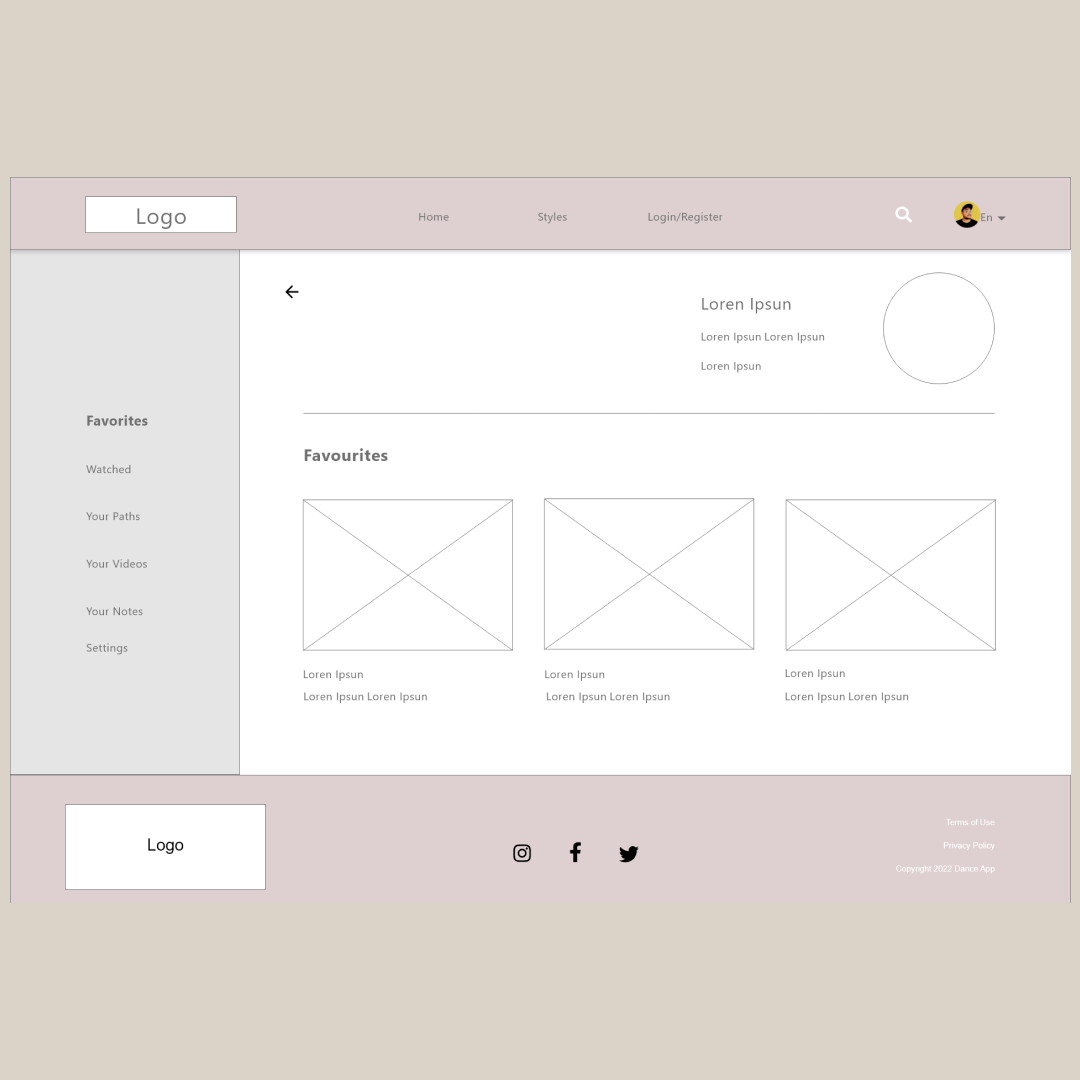 Logo
Home
Styles
Login/Register
En
Loren Ipsun
Loren Ipsun Loren Ipsun
Loren Ipsun
Favorites
Watched
Your Paths
Your Videos
Your Notes
Settings
Favourites
Loren Ipsun
Loren Ipsun Loren Ipsun
Loren Ipsun
Loren Ipsun Loren Ipsun
Loren Ipsun
Loren Ipsun Loren Ipsun
Logo
Terms of Use
Privacy Policy
Copyright 2022 Dance App